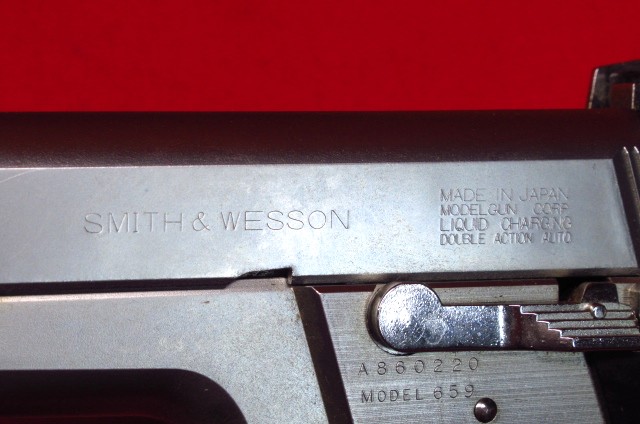 SMITH & WESSON
MADE IN JAPAN
MODELGUN CORP
LIQUID CHARGING
DOUBLE ACTION AUTO
A860220
MODEL 659